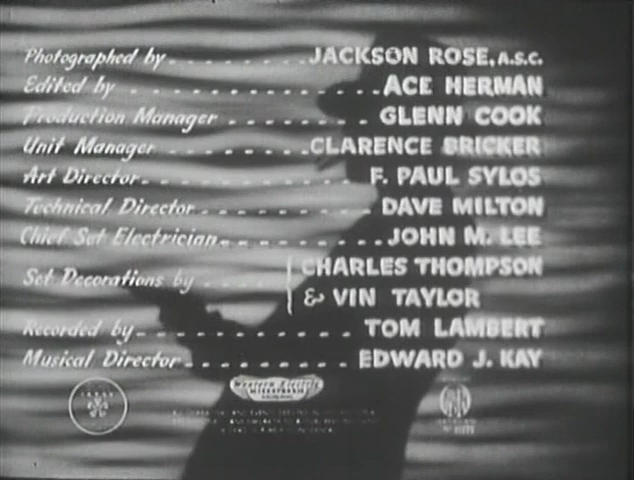 Photographed by - - - - - - - - JACKSON ROSE, A.S.C.
Edited by - - - - - - - - - - - - - ACE HERMAN
Production Manager - - - - - - - GLENN COOK
Unit Manager - - - - - - - - CLARENCE BRICKER
Art Director - - - - - - - - - - - F. PAUL SYLOS
Technical Director - - - - - - - - - DAVE MILTON
Chief Set Electrician - - - - - - - - JOHN M. LEE
Set Decorations by - - - - { CHARLES THOMPSON
& VIN TAYLOR
Recorded by - - - - - - - - - - - TOM LAMBERT
Musical Director - - - - - - - - EDWARD J. KAY
Western Electric